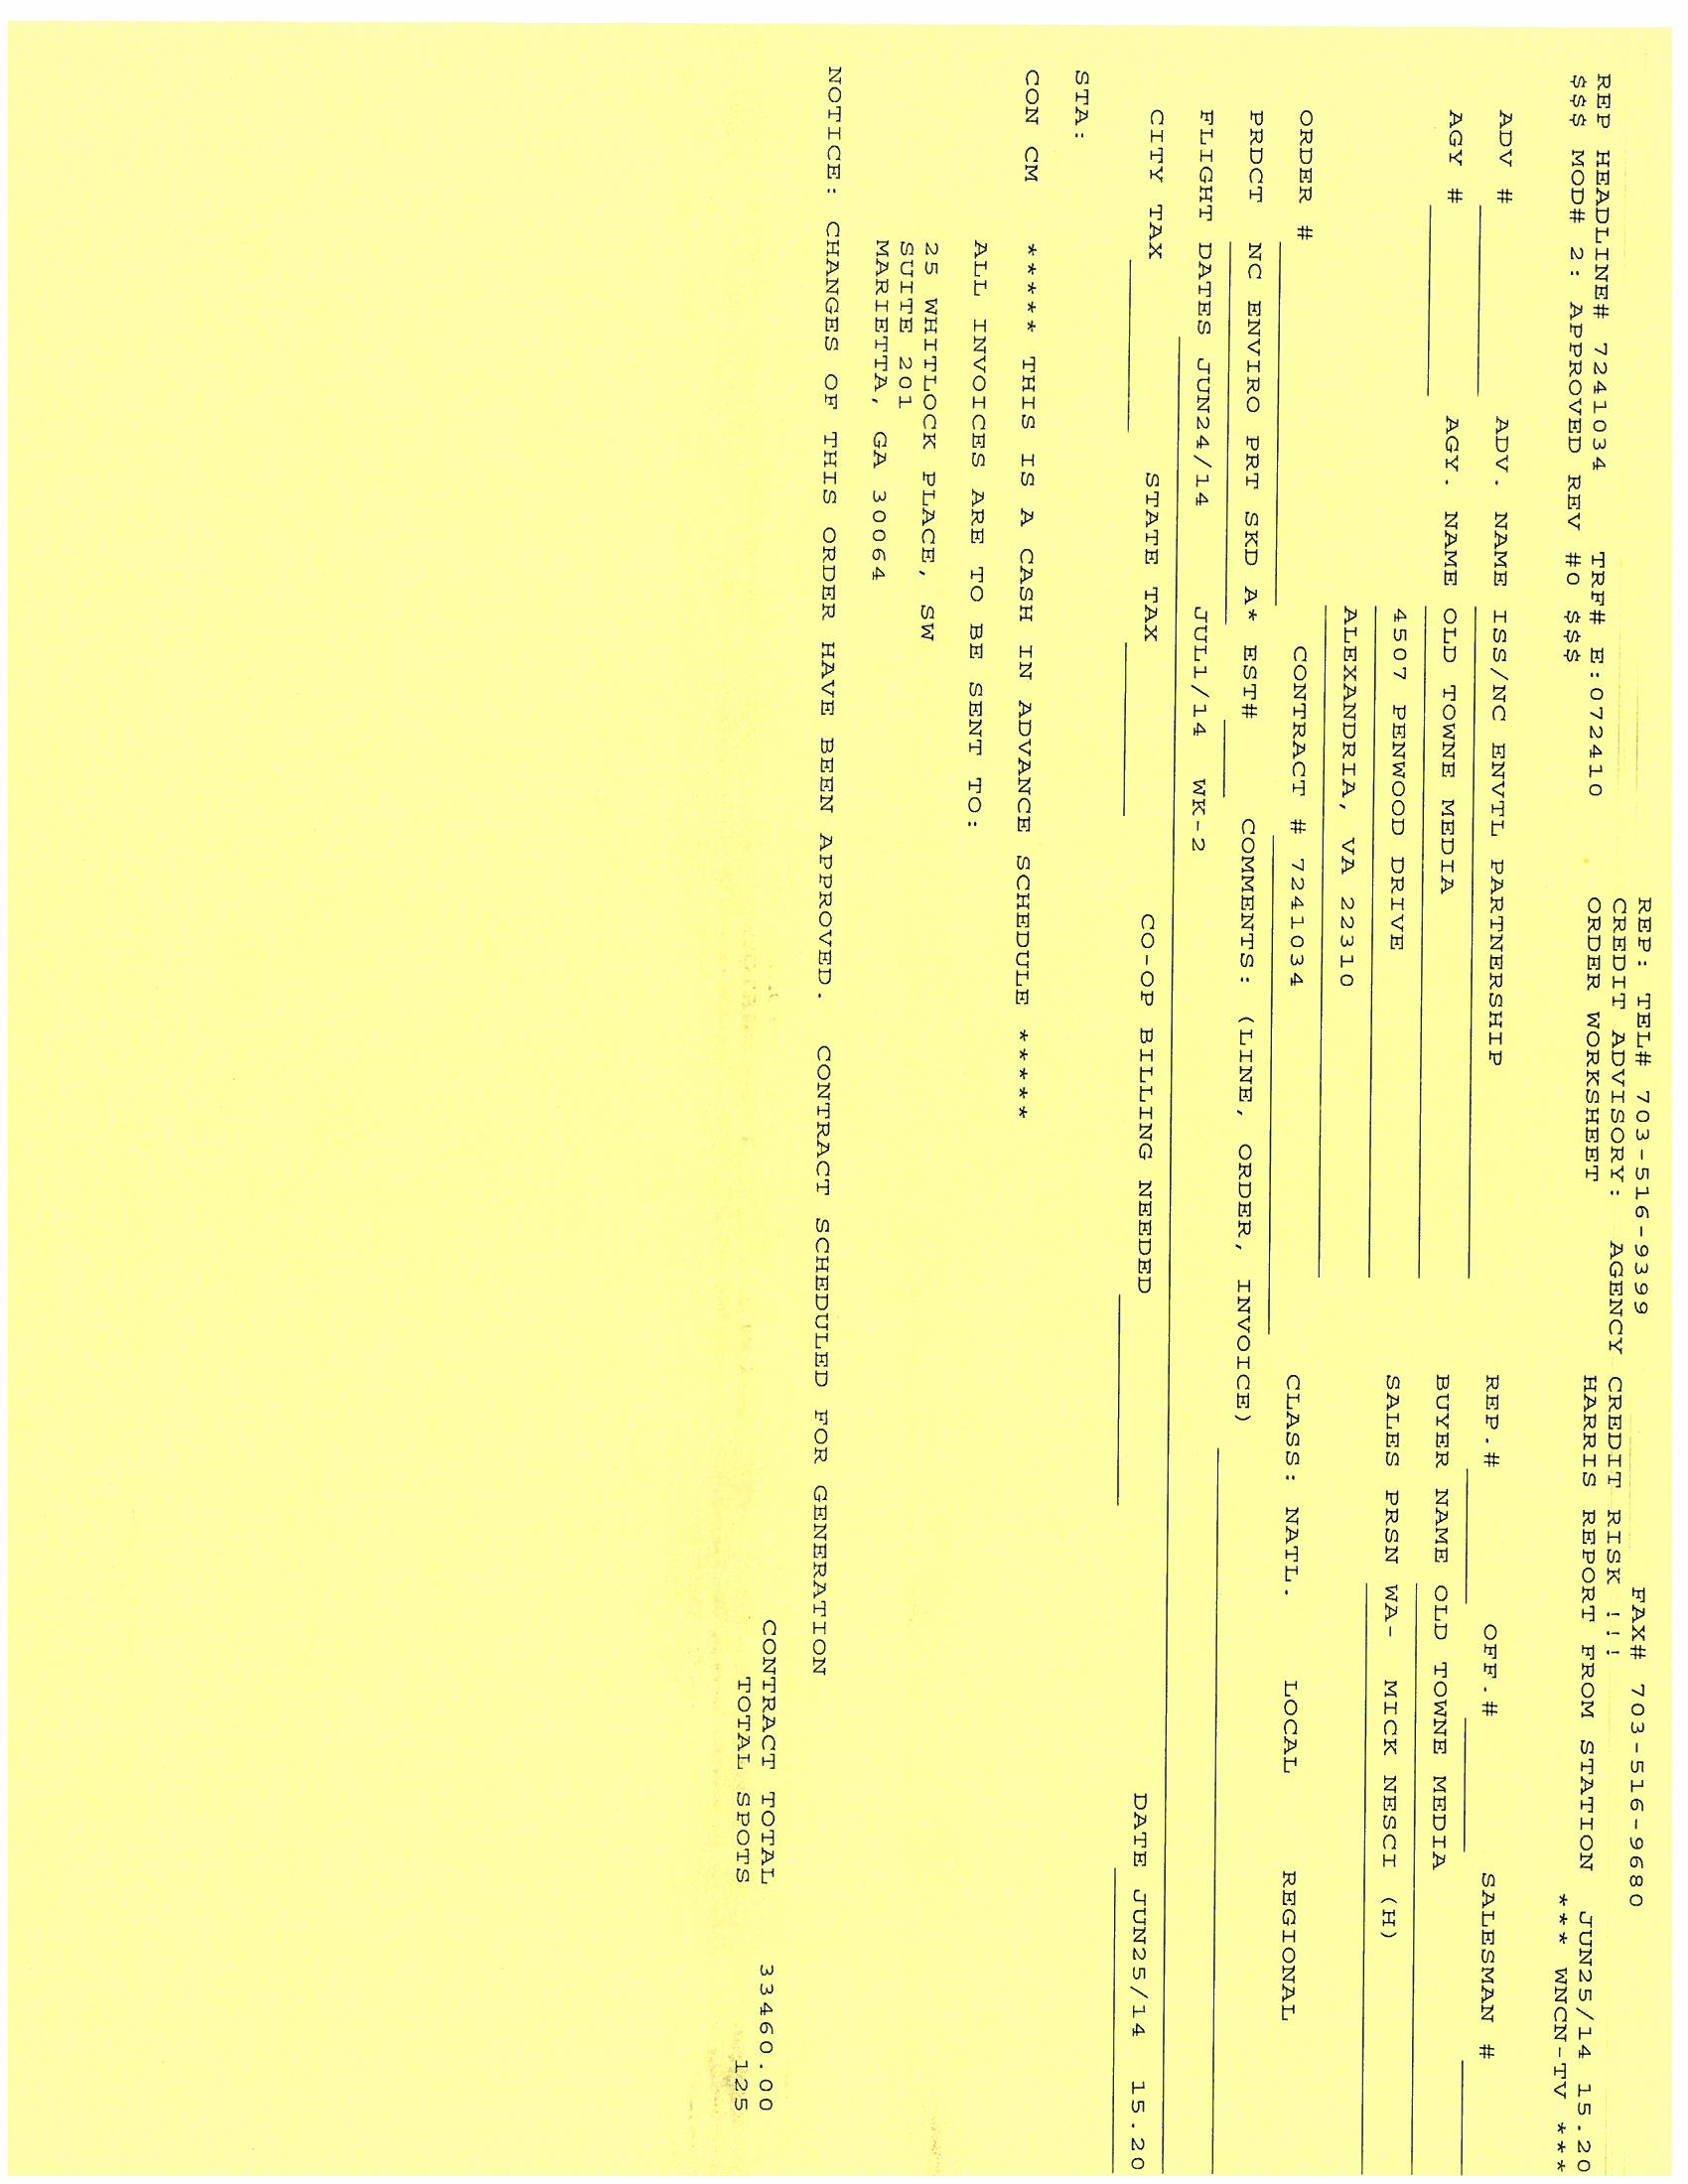 REP: TEL# 703-516-9399 FAX# 703-516-9680
CREDIT ADVISORY: AGENCY CREDIT RISK !!!
REP HEADLINE# 7241034 TRF# E:072410 ORDER WORKSHEET HARRIS REPORT FROM STATION JUN25/14 15.20
$$$ MOD# 2: APPROVED REV #0 $$$ *** WNCN-TV ***
ADV # ADV. NAME ISS/NC ENVTL PARTNERSHIP REP.# OFF.# SALESMAN #
AGY # AGY. NAME OLD TOWNE MEDIA BUYER NAME OLD TOWNE MEDIA
4507 PENWOOD DRIVE SALES PRSN WA- MICK NESCI (H)
ALEXANDRIA, VA 22310
ORDER # CONTRACT # 7241034 CLASS: NATL. LOCAL REGIONAL
PRDCT NC ENVIRO PRT SKD A* EST# COMMENTS: (LINE, ORDER, INVOICE)
FLIGHT DATES JUN24/14 JUL1/14 WK-2
CITY TAX STATE TAX CO-OP BILLING NEEDED DATE JUN25/14 15.20
STA:
CON CM ***** THIS IS A CASH IN ADVANCE SCHEDULE *****
ALL INVOICES ARE TO BE SENT TO:
25 WHITLOCK PLACE, SW
SUITE 201
MARIETTA, GA 30064
NOTICE: CHANGES OF THIS ORDER HAVE BEEN APPROVED. CONTRACT SCHEDULED FOR GENERATION
CONTRACT TOTAL 33460.00
TOTAL SPOTS 125